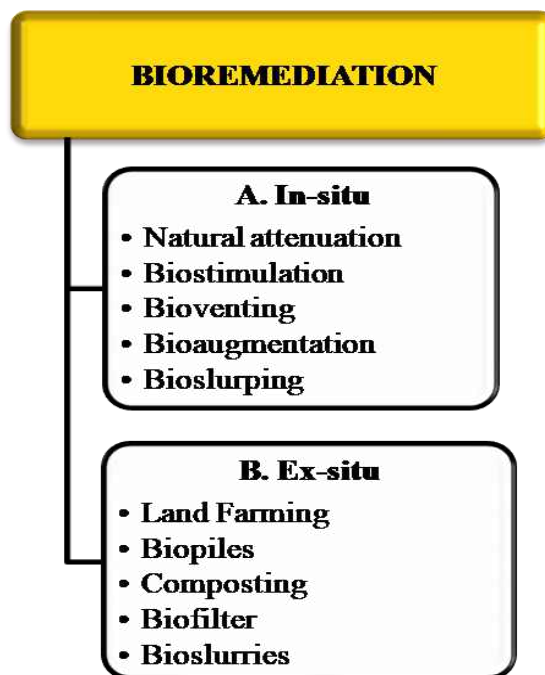 BIOREMEDIATION
A. In-situ
• Natural attenuation
• Biostimulation
• Bioventing
• Bioaugmentation
• Bioslurping
B. Ex-situ
• Land Farming
• Biopiles
• Composting
• Biofilter
• Bioslurries